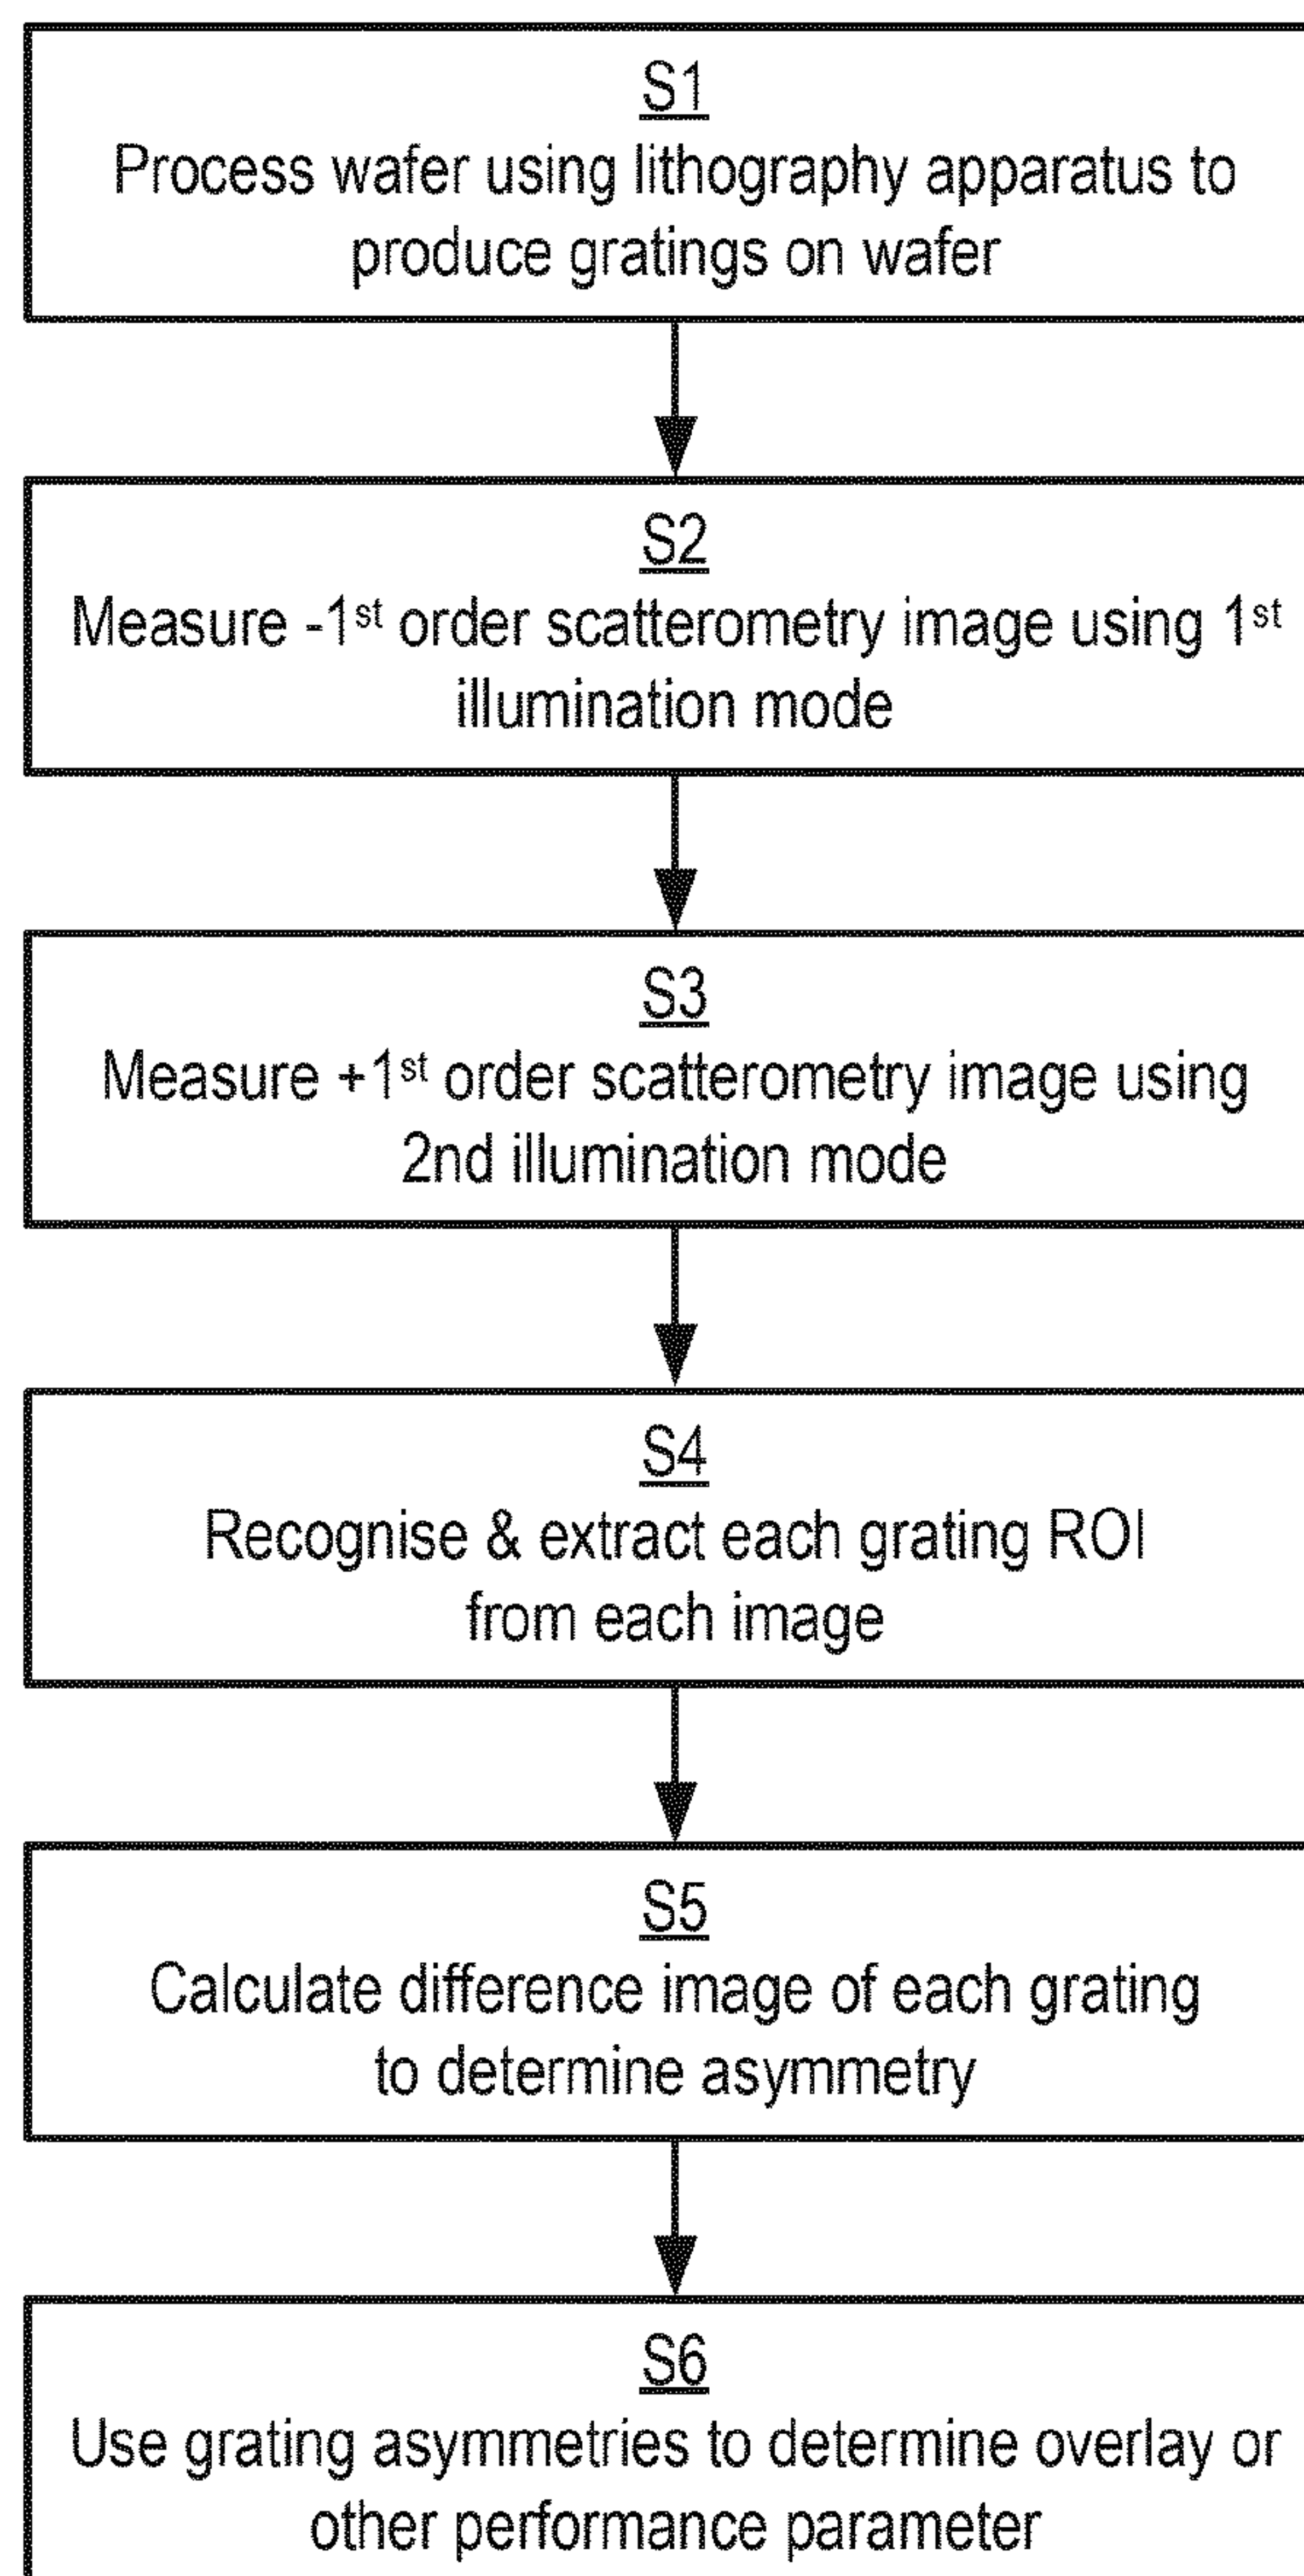 S1
Process wafer using lithography apparatus to
produce gratings on wafer
S2
Measure -1st order scatterometry image using 1st
illumination mode
S3
Measure +1st order scatterometry image using
2nd illumination mode
S4
Recognise & extract each grating ROI
from each image
S5
Calculate difference image of each grating
to determine asymmetry
S6
Use grating asymmetries to determine overlay or
other performance parameter